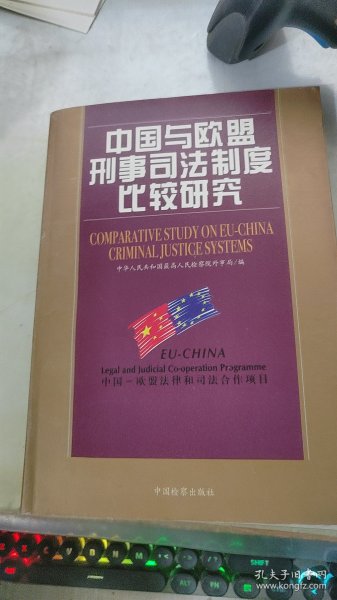 中国与欧盟
刑事司法制度
比较研究
COMPARATIVE STUDY ON EU-CHINA
CRIMINAL JUSTICE SYSTEMS
中华人民共和国最高人民检察院外事局/编
EU-CHINA
Legal and Judicial Co-operation Programme
中国-欧盟法律和司法合作项目
中国检察出版社
SHIFT
ALT
FN
孔夫子旧书网